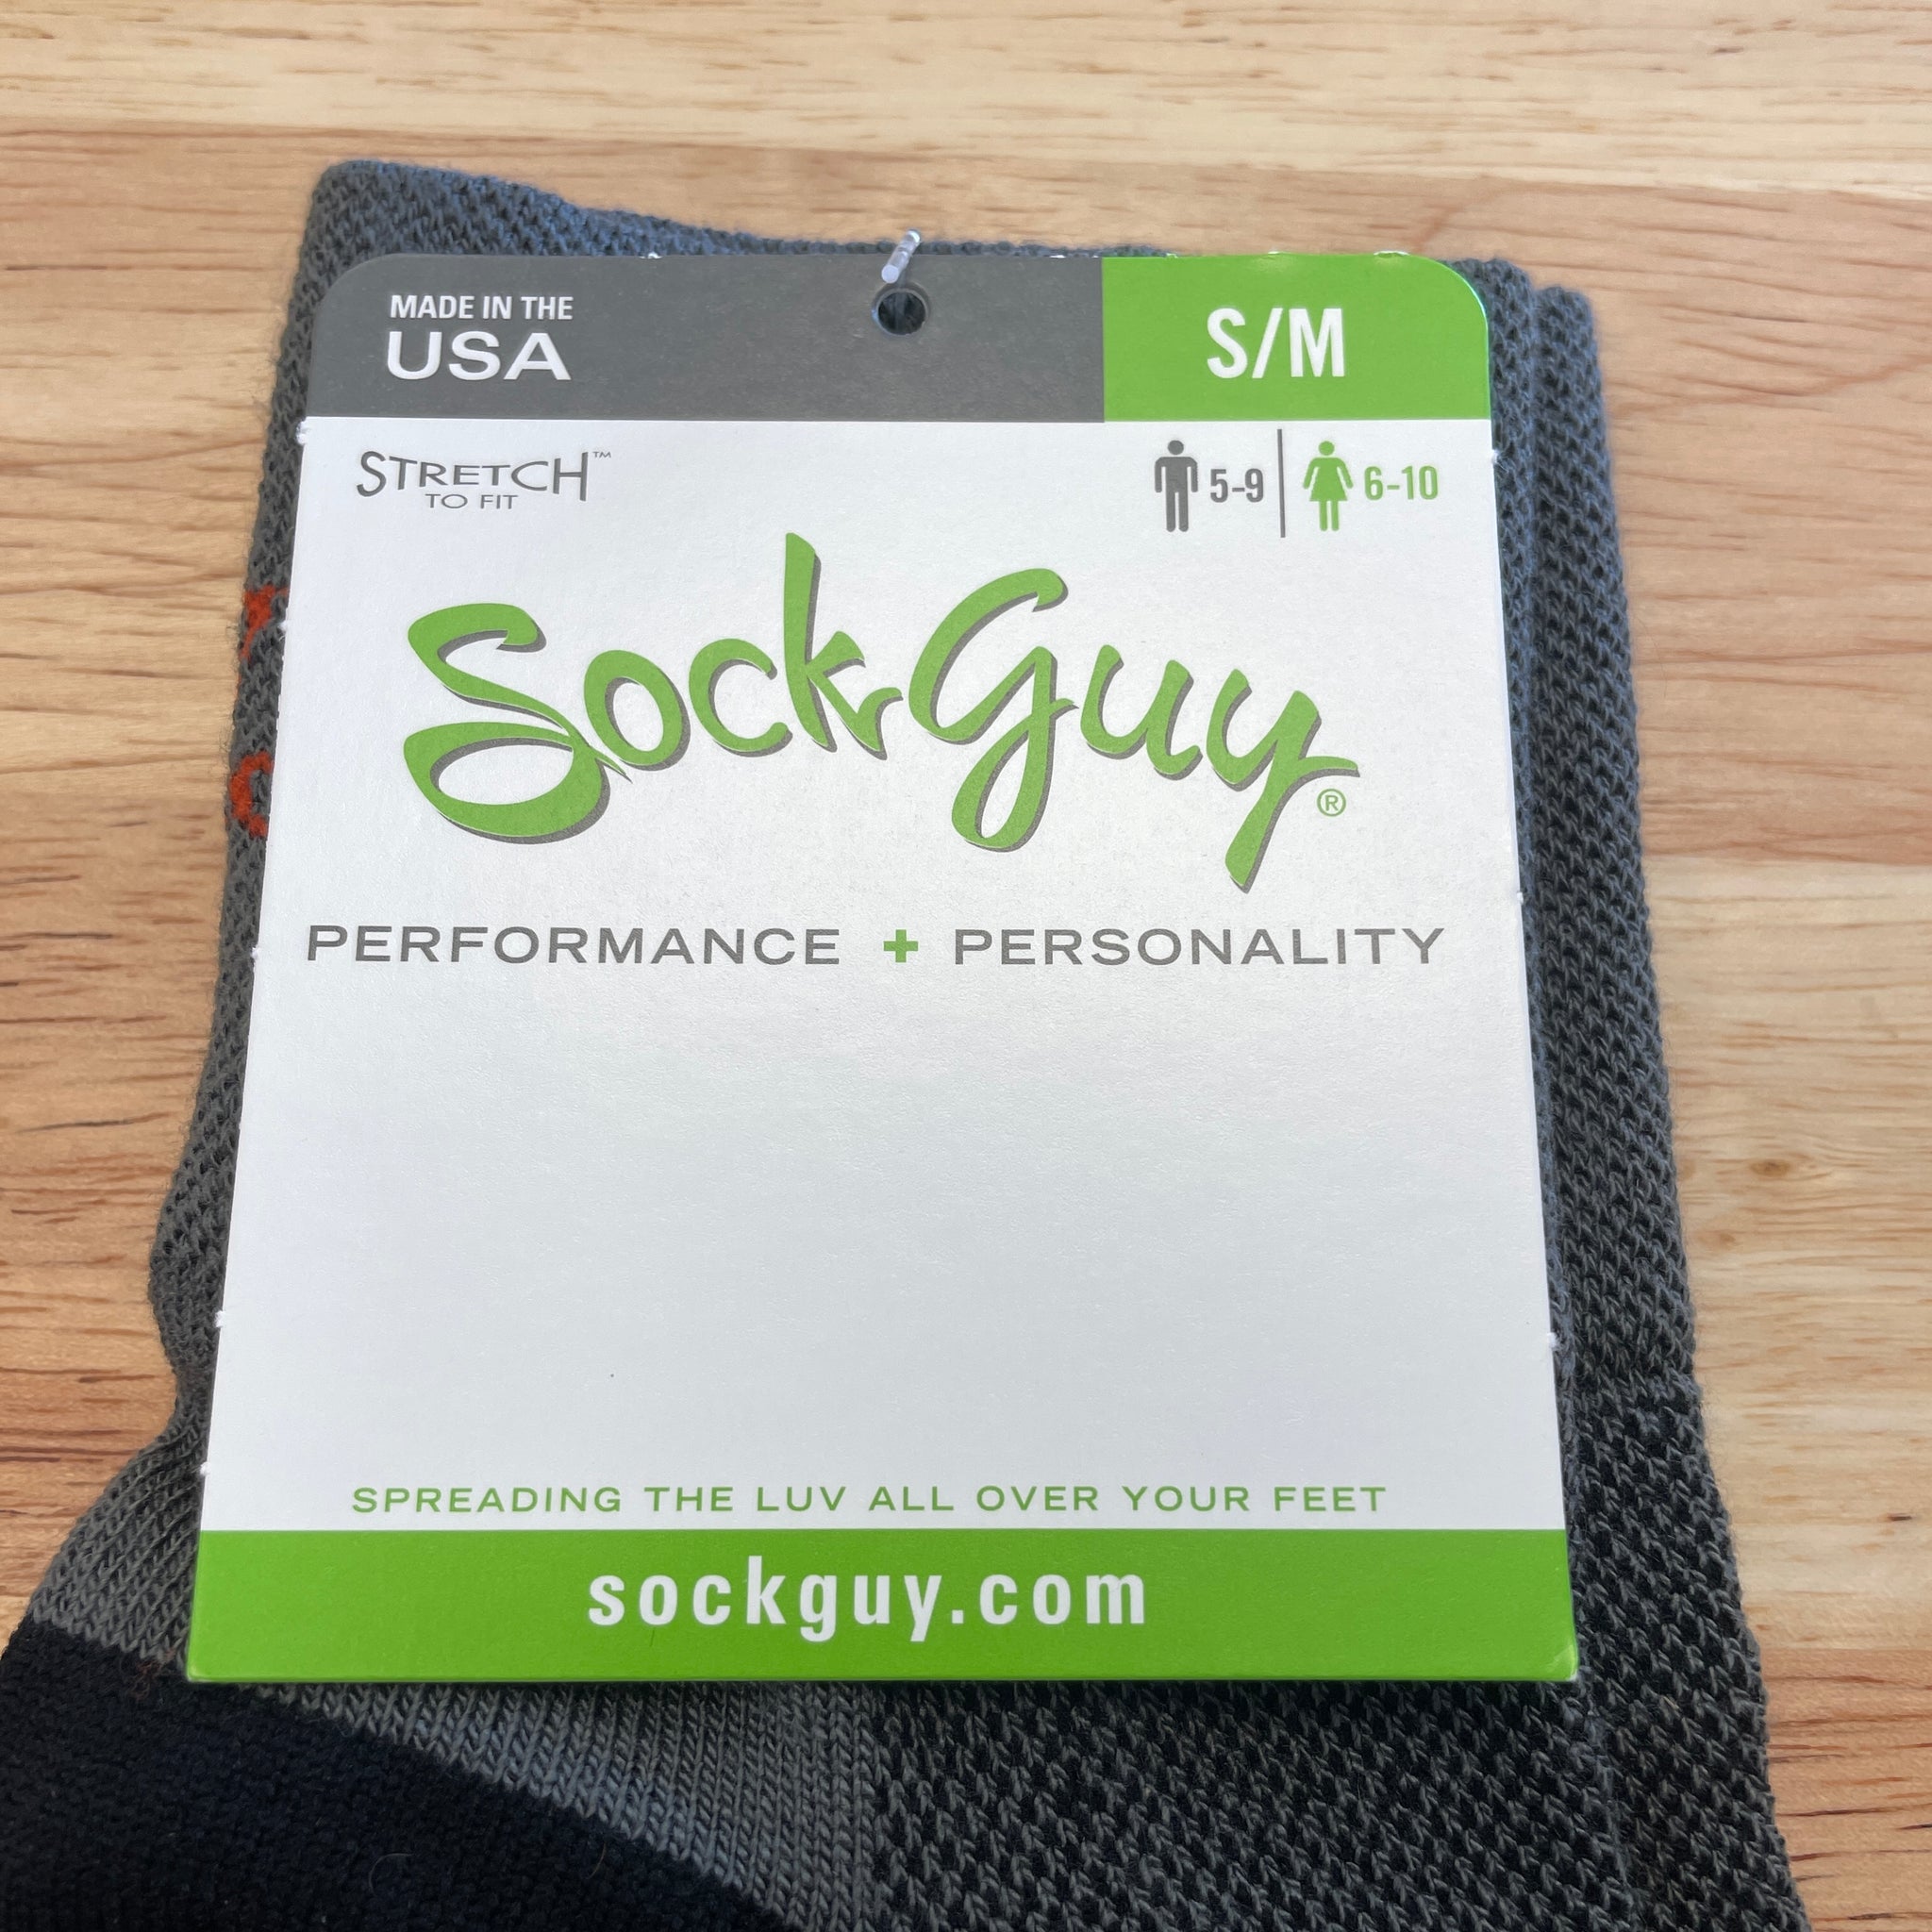 MADE IN THE
USA
S/M
STRETCH™
TO FIT
5-9 6-10
SockGuy®
PERFORMANCE + PERSONALITY
SPREADING THE LUV ALL OVER YOUR FEET
sockguy.com